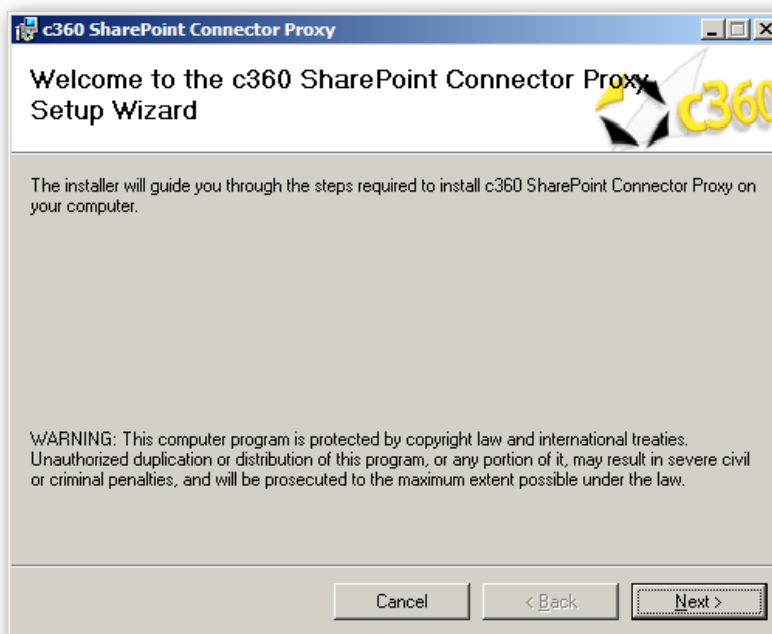 c360 SharePoint Connector Proxy
Welcome to the c360 SharePoint Connector Proxy
Setup Wizard
c360
The installer will guide you through the steps required to install c360 SharePoint Connector Proxy on
your computer.
WARNING: This computer program is protected by copyright law and international treaties.
Unauthorized duplication or distribution of this program, or any portion of it, may result in severe civil
or criminal penalties, and will be prosecuted to the maximum extent possible under the law.
Cancel < Back Next >